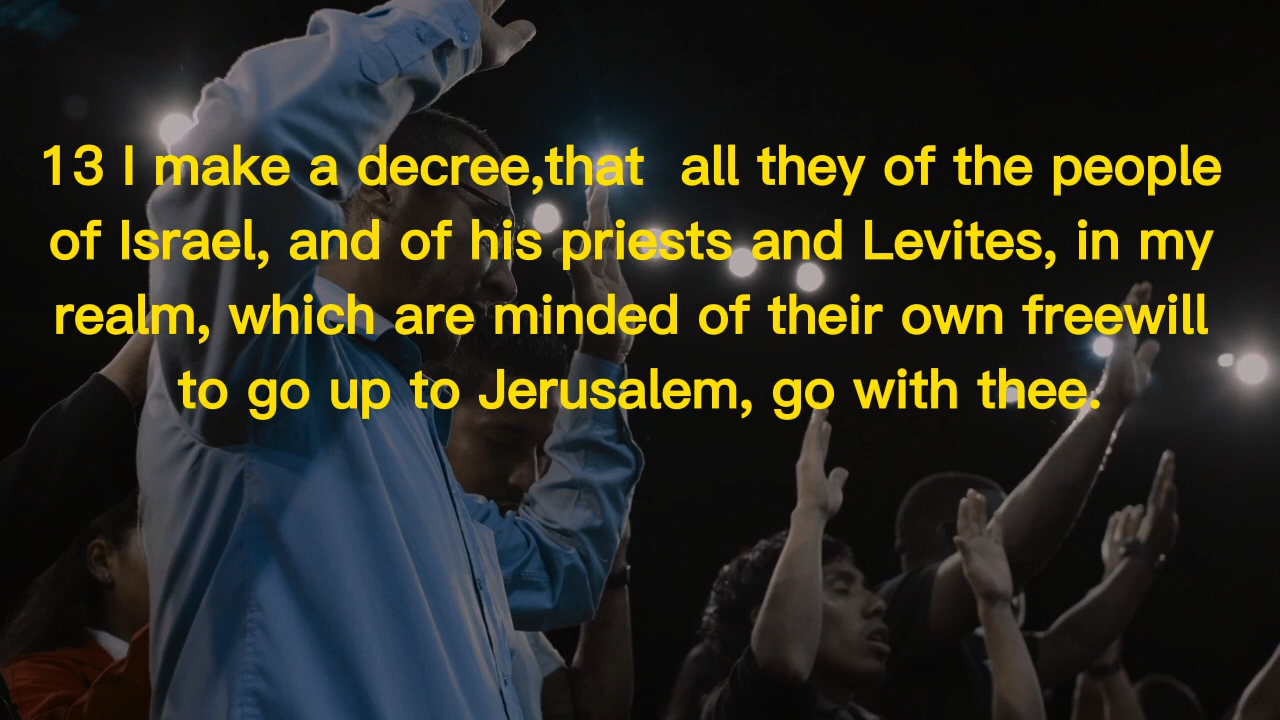 13 I make a decree,that  all they of the people
of Israel, and of his priests and Levites, in my
realm, which are minded of their own freewill
to go up to Jerusalem, go with thee.